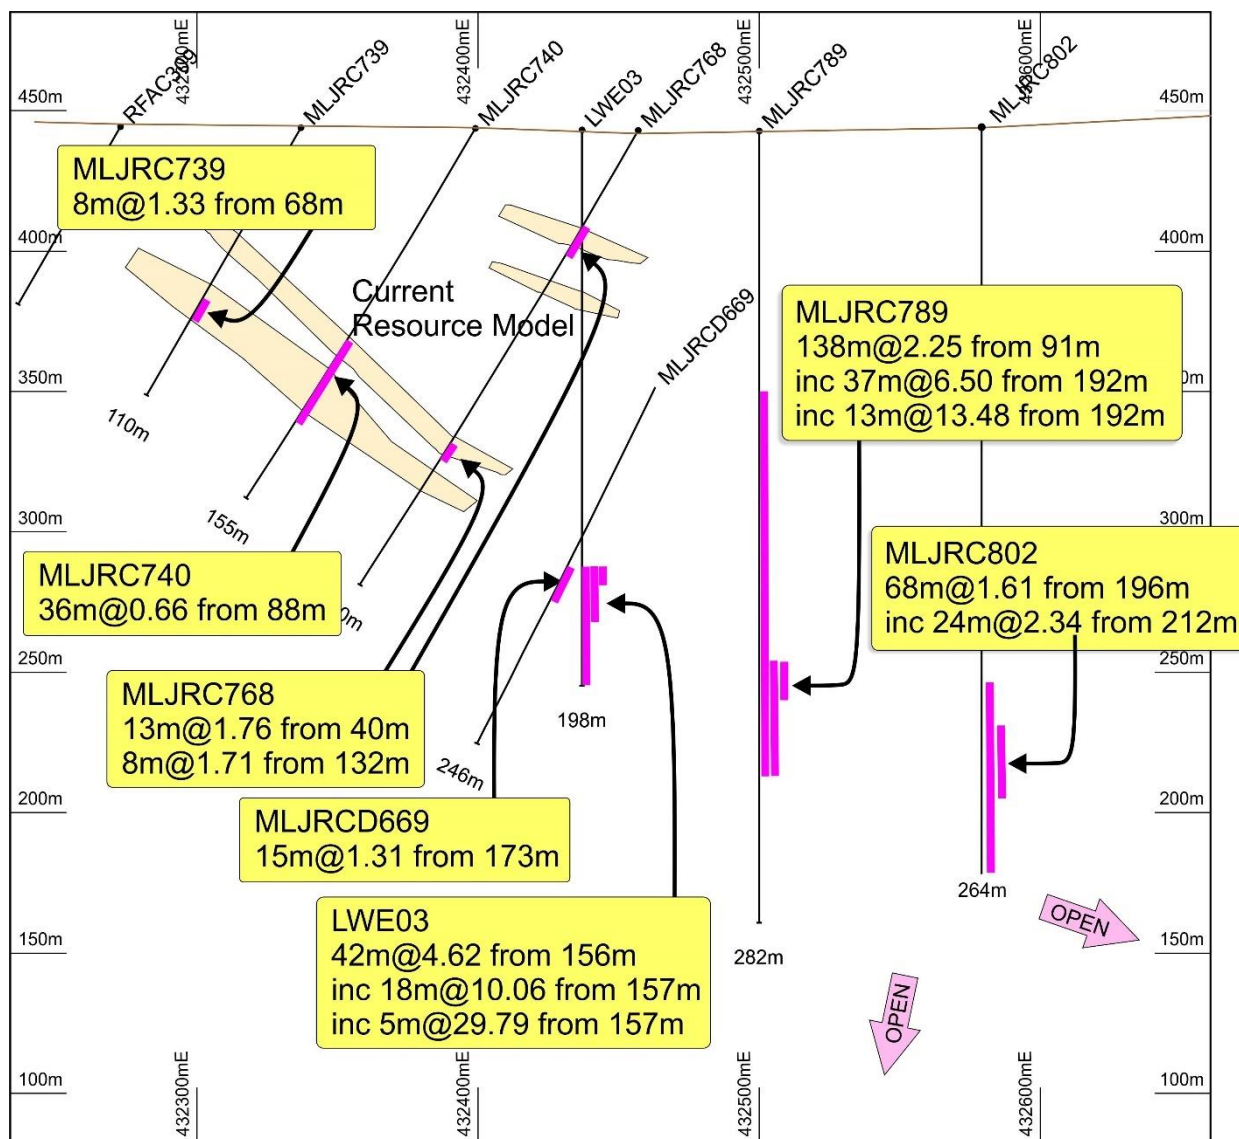 432300mE
432400mE
432500mE
432600mE
RFAC309
MLJRC739
MLJRC740
LWE03
MLJRC768
MLJRC789
MLJRC802
450m
450m
MLJRC739
8m@1.33 from 68m
400m
400m
Current
Resource Model
MLJRCD669
MLJRC789
138m@2.25 from 91m
inc 37m@6.50 from 192m
inc 13m@13.48 from 192m
350m
110m
155m
300m
300m
MLJRC740
36m@0.66 from 88m
MLJRC802
68m@1.61 from 196m
inc 24m@2.34 from 212m
250m
250m
MLJRC768
13m@1.76 from 40m
8m@1.71 from 132m
198m
246m
200m
200m
MLJRCD669
15m@1.31 from 173m
264m
LWE03
42m@4.62 from 156m
inc 18m@10.06 from 157m
inc 5m@29.79 from 157m
OPEN
150m
150m
282m
OPEN
100m
100m
432300mE
432400mE
432500mE
432600mE